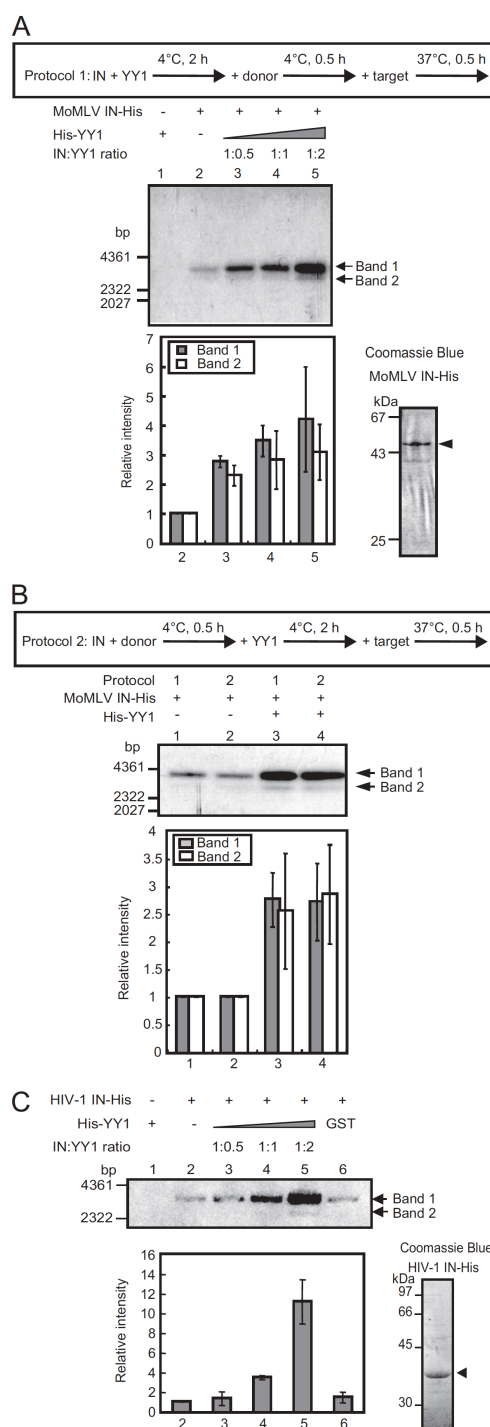 A
4°C, 2 h 4°C, 0.5 h 37°C, 0.5 h
Protocol 1: IN + YY1 + donor + target
MoMLV IN-His - + + + +
His-YY1 + -
IN:YY1 ratio 1:0.5 1:1 1:2
1 2 3 4 5
bp
4361
2322
2027
Band 1
Band 2
7
6
5
4
3
2
1
0
Relative intensity
Band 1
Band 2
2 3 4 5
Coomassie Blue
MoMLV IN-His
kDa
67
43
25
B
4°C, 0.5 h 4°C, 2 h 37°C, 0.5 h
Protocol 2: IN + donor + YY1 + target
Protocol 1 2 1 2
MoMLV IN-His + + + +
His-YY1 - - + +
1 2 3 4
bp
4361
2322
2027
Band 1
Band 2
4
3.5
3
2.5
2
1.5
1
0.5
0
Relative intensity
Band 1
Band 2
1 2 3 4
C
HIV-1 IN-His - + + + + +
His-YY1 + - GST
IN:YY1 ratio 1:0.5 1:1 1:2
bp 1 2 3 4 5 6
4361
2322
Band 1
Band 2
16
14
12
10
8
6
4
2
0
Relative intensity
2 3 4 5 6
Coomassie Blue
HIV-1 IN-His
kDa
97
66
45
30